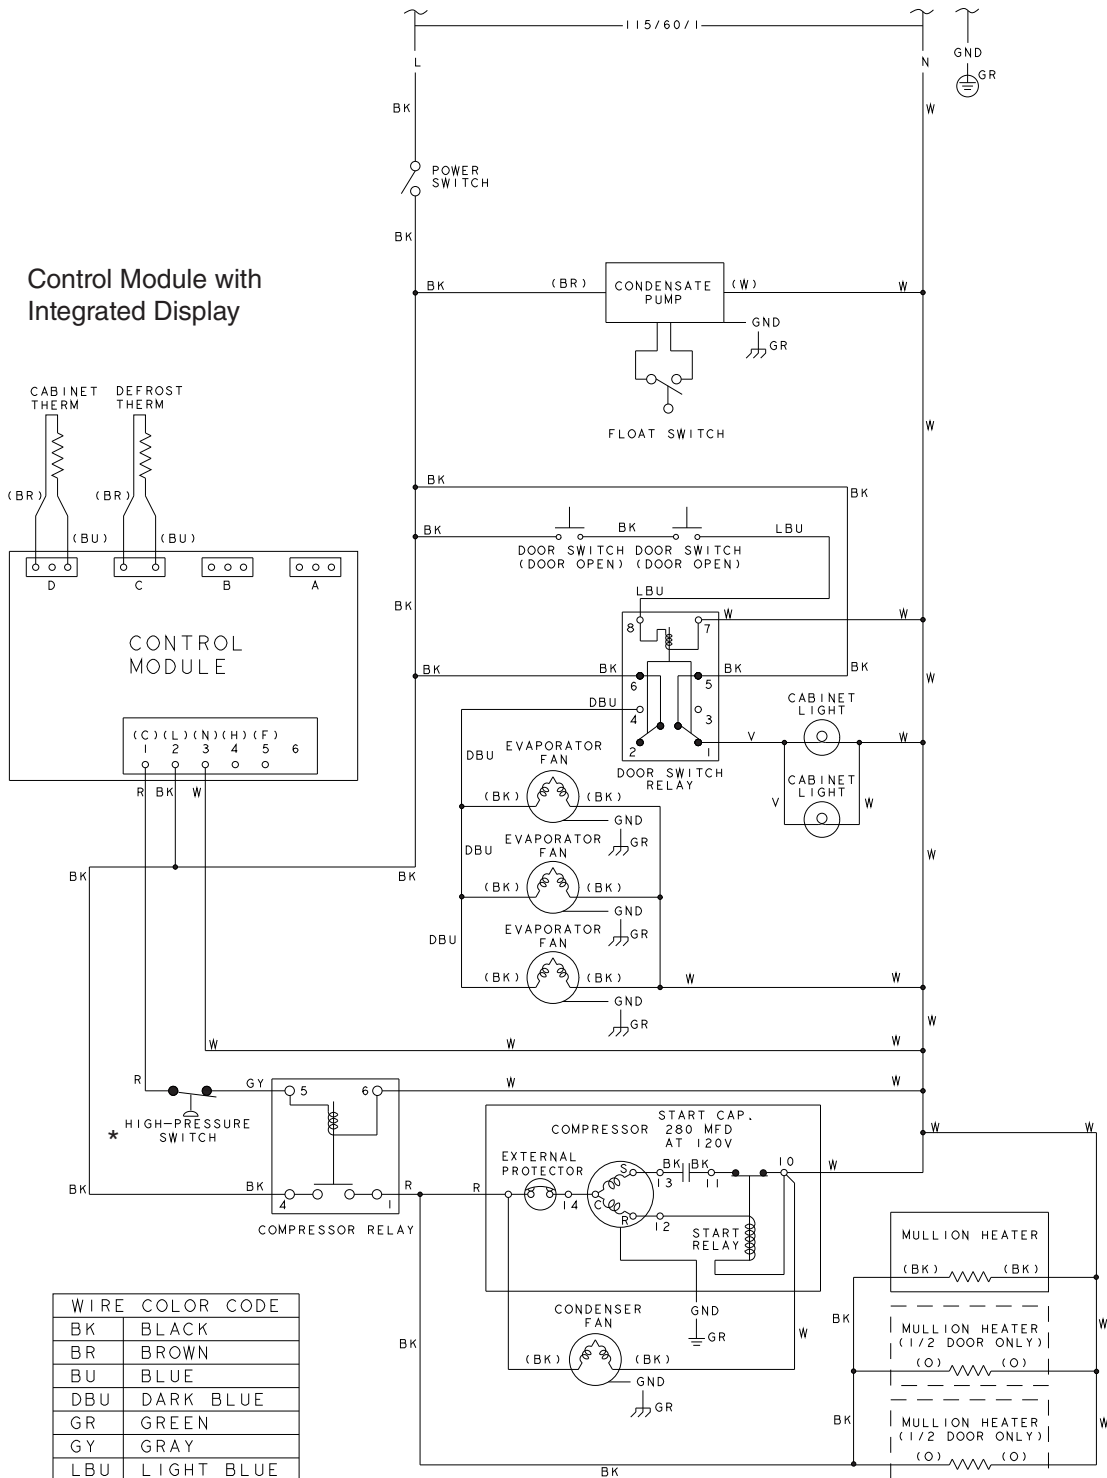 115/60/1
L
N
GND
GR
BK
W
POWER
SWITCH
BK
Control Module with
Integrated Display
BK
(BR)
CONDENSATE
PUMP
(W)
W
GND
GR
FLOAT SWITCH
W
CABINET
THERM
DEFROST
THERM
(BR)
(BR)
(BU)
(BU)
D
C
B
A
CONTROL
MODULE
(C) (L) (N) (H) (F)
1 2 3 4 5 6
R BK W
BK
BK
BK
BK
LBU
DOOR SWITCH
(DOOR OPEN)
DOOR SWITCH
(DOOR OPEN)
LBU
BK
8
7
W
W
BK
BK
6
5
BK
BK
W
DBU
4
3
2
1
V
W
DOOR SWITCH
RELAY
CABINET
LIGHT
CABINET
LIGHT
V
W
DBU
EVAPORATOR
FAN
(BK)
(BK)
GND
GR
DBU
EVAPORATOR
FAN
(BK)
(BK)
GND
GR
DBU
EVAPORATOR
FAN
(BK)
(BK)
GND
GR
W
W
W
BK
BK
W
W
W
W
R
GY
5
6
W
W
* HIGH-PRESSURE
SWITCH
BK
BK
4
1
R
R
COMPRESSOR RELAY
COMPRESSOR
START CAP.
280 MFD
AT 120V
EXTERNAL
PROTECTOR
14
C
S
R
13
BK
BK
11
10
W
12
START
RELAY
GND
GR
CONDENSER
FAN
(BK)
(BK)
GND
GR
W
BK
W
W
MULLION HEATER
(BK)
(BK)
BK
W
MULLION HEATER
(1/2 DOOR ONLY)
(O)
(O)
BK
W
MULLION HEATER
(1/2 DOOR ONLY)
(O)
(O)
BK
WIRE COLOR CODE
BK BLACK
BR BROWN
BU BLUE
DBU DARK BLUE
GR GREEN
GY GRAY
LBU LIGHT BLUE